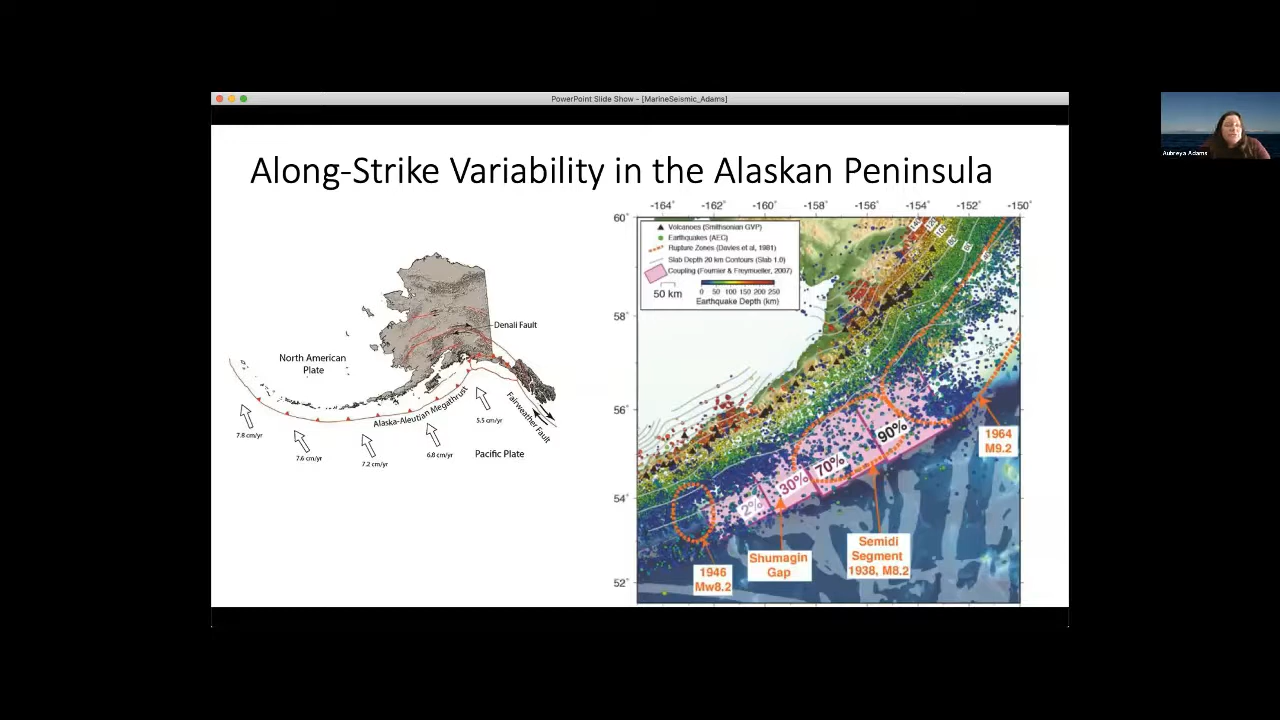 PowerPoint Slide Show - [MarineSeismic_Adams]
Aubreya Adams
Along-Strike Variability in the Alaskan Peninsula
North American
Plate
Denali Fault
Alaska-Aleutian Megathrust
Fairweather Fault
Pacific Plate
7.8 cm/yr
7.6 cm/yr
7.2 cm/yr
6.8 cm/yr
5.5 cm/yr
-164° -162° -160° -158° -156° -154° -152° -150°
60°
58°
56°
54°
52°
Volcanoes (Smithsonian GVP)
Earthquakes (AEC)
Rupture Zones (Davies et al, 1981)
Slab Depth 20 km Contours (Slab 1.0)
Coupling (Fournier & Freymueller, 2007)
50 km
0 50 100 150 200 250
Earthquake Depth (km)
2%
30%
70%
90%
1964
M9.2
Semidi
Segment
1938, M8.2
Shumagin
Gap
1946
Mw8.2